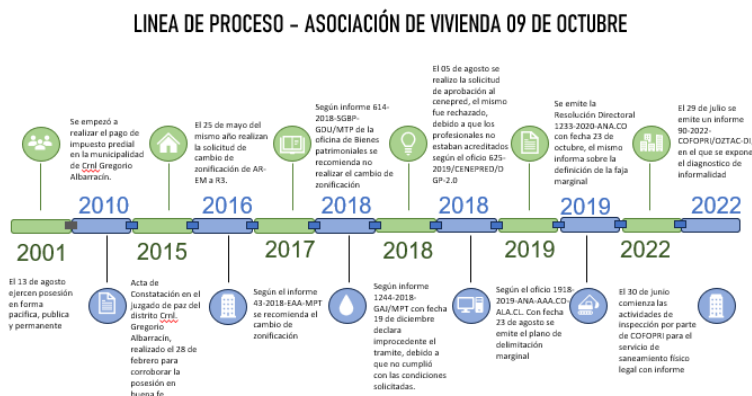 LINEA DE PROCESO – ASOCIACIÓN DE VIVIENDA 09 DE OCTUBRE
Se empezó a
realizar el pago de
impuesto predial
en la municipalidad
de Crnl Gregorio
Albarracín.
El 25 de mayo del
mismo año realizan
la solicitud de
cambio de
zonificación de AR-
EM a R3.
Según informe 614-
2018-SGBP-
GDU/MTP de la
oficina de Bienes
patrimoniales se
recomienda no
realizar el cambio de
zonificación
El 05 de agosto se
realizo la solicitud
de aprobación al
cenepred, el mismo
fue rechazado,
debido a que los
profesionales no
estaban acreditados
según el oficio 625-
2019/CENEPRED/D
GP-2.0
Se emite la
Resolución Directoral
1233-2020-ANA.CO
con fecha 23 de
octubre, el mismo
informa sobre la
definición de la faja
marginal
El 29 de julio se
emite un informe
90-2022-
COFOPRI/OZTAC-DI,
en el que se expone
el diagnostico de
informalidad
2010
2016
2018
2018
2019
2022
2001
2015
2017
2018
2019
2022
El 13 de agosto
ejercen posesión
en forma
pacifica, publica
y permanente
Acta de
Constatación en el
juzgado de paz del
distrito Crnl.
Gregorio
Albarracín,
realizado el 28 de
febrero para
corroborar la
posesión en
buena fe
Según el informe
43-2018-EAA-MPT
se recomienda el
cambio de
zonificación
Según informe
1244-2018-
GAJ/MPT con fecha
19 de diciembre
declara
improcedente el
tramite, debido a
que no cumplió
con las condiciones
solicitadas.
Según el oficio 1918-
2019-ANA-AAA.CO-
ALA.CL. Con fecha
23 de agosto se
emite el plano de
delimitación
marginal
El 30 de junio
comienza las
actividades de
inspección por parte
de COFOPRI para el
servicio de
saneamiento físico
legal con informe